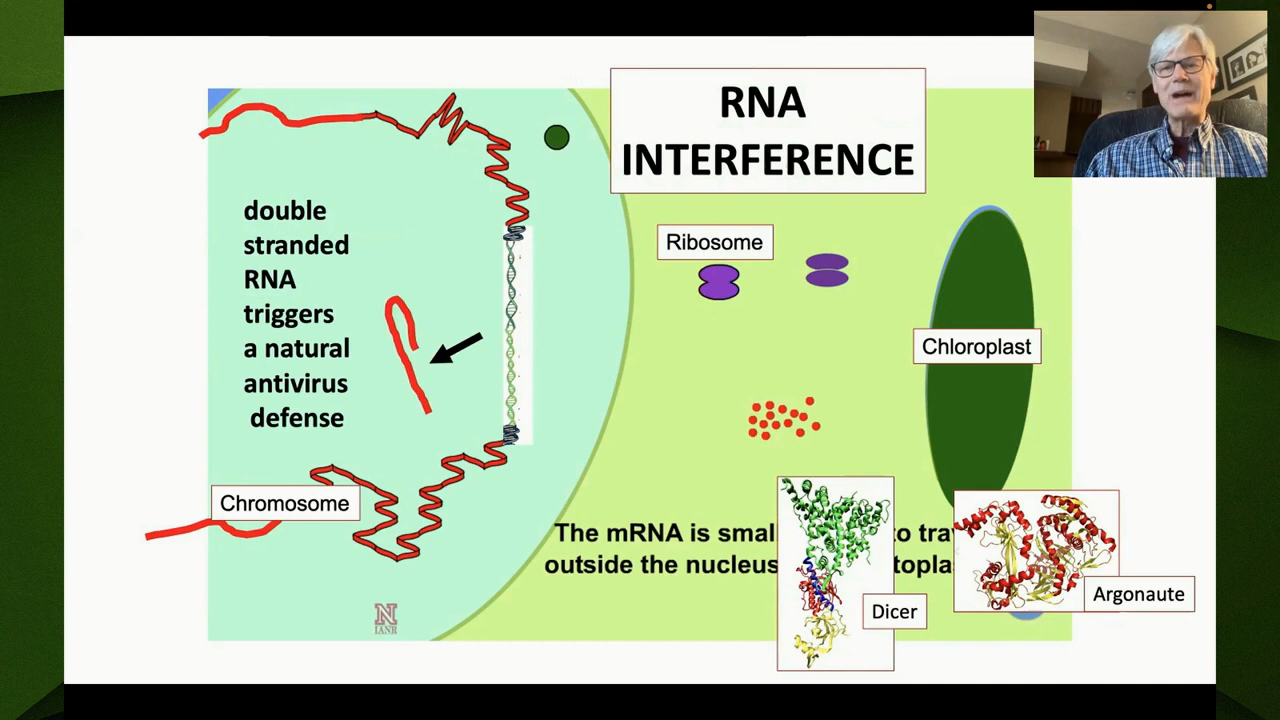 RNA
INTERFERENCE
double
stranded
RNA
triggers
a natural
antivirus
defense
Ribosome
Chloroplast
Chromosome
The mRNA is
outside the nucleus
Dicer
Argonaute
N
IANR